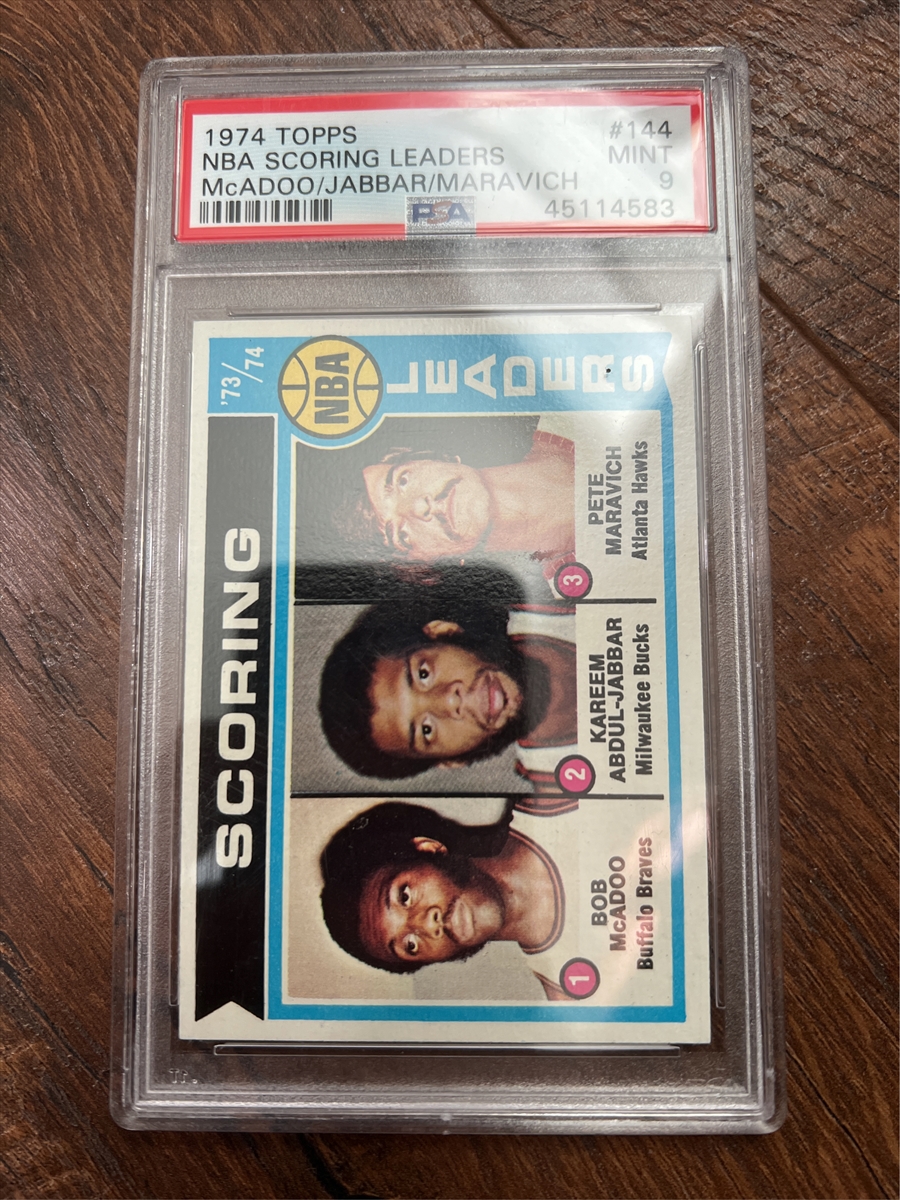 1974 TOPPS #144
NBA SCORING LEADERS MINT
McADOO/JABBAR/MARAVICH 9
PSA 45114583
SCORING '73/74
NBA
LEADERS
1 BOB
McADOO
Buffalo Braves
2 KAREEM
ABDUL-JABBAR
Milwaukee Bucks
3 PETE
MARAVICH
Atlanta Hawks